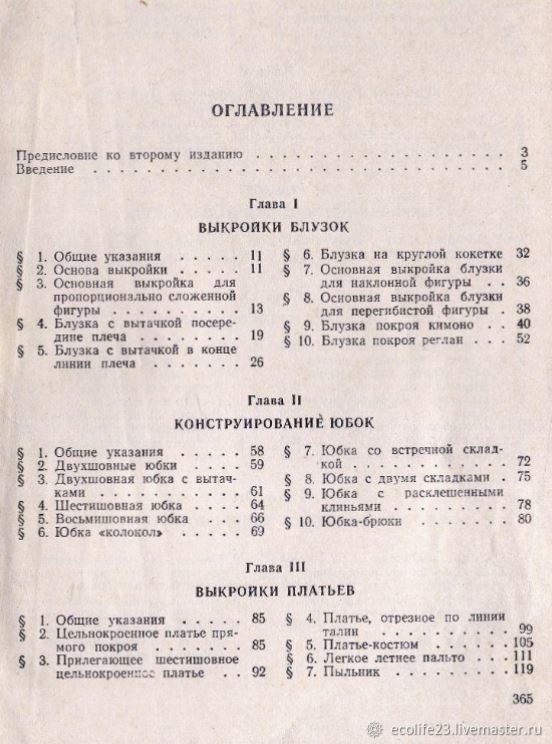 ОГЛАВЛЕНИЕ
Предисловие ко второму изданию . . . . . . . . . . . . . . . . . . . 3
Введение . . . . . . . . . . . . . . . . . . . . . . . . . . . . . 5
Глава I
ВЫКРОЙКИ БЛУЗОК
§ 1. Общие указания . . . . . 11
§ 2. Основа выкройки . . . . . 11
§ 3. Основная выкройка для
пропорционально сложенной
фигуры . . . . . . . . . . 13
§ 4. Блузка с вытачкой посере-
дине плеча . . . . . . . . 19
§ 5. Блузка с вытачкой в конце
линии плеча . . . . . . . . 26
§ 6. Блузка на круглой кокетке 32
§ 7. Основная выкройка блузки
для наклонной фигуры . . 36
§ 8. Основная выкройка блузки
для перегибистой фигуры . 38
§ 9. Блузка покроя кимоно . . 40
§ 10. Блузка покроя реглан . . 52
Глава II
КОНСТРУИРОВАНИЕ ЮБОК
§ 1. Общие указания . . . . . 58
§ 2. Двухшовные юбки . . . . 59
§ 3. Двухшовная юбка с вытач-
ками . . . . . . . . . . . 61
§ 4. Шестишовная юбка . . . . 64
§ 5. Восьмишовная юбка . . . 66
§ 6. Юбка «колокол» . . . . . 69
§ 7. Юбка со встречной склад-
кой . . . . . . . . . . . . 72
§ 8. Юбка с двумя складками . 75
§ 9. Юбка с расклешенными
клиньями . . . . . . . . . 78
§ 10. Юбка-брюки . . . . . . . 80
Глава III
ВЫКРОЙКИ ПЛАТЬЕВ
§ 1. Общие указания . . . . . 85
§ 2. Цельнокроенное платье пря-
мого покроя . . . . . . . . 85
§ 3. Прилегающее шестишовное
цельнокроенное платье . . 92
§ 4. Платье, отрезное по линии
талии . . . . . . . . . . . 99
§ 5. Платье-костюм . . . . . . 105
§ 6. Легкое летнее пальто . . . 111
§ 7. Пыльник . . . . . . . . . 119
365
ecolife23.livemaster.ru